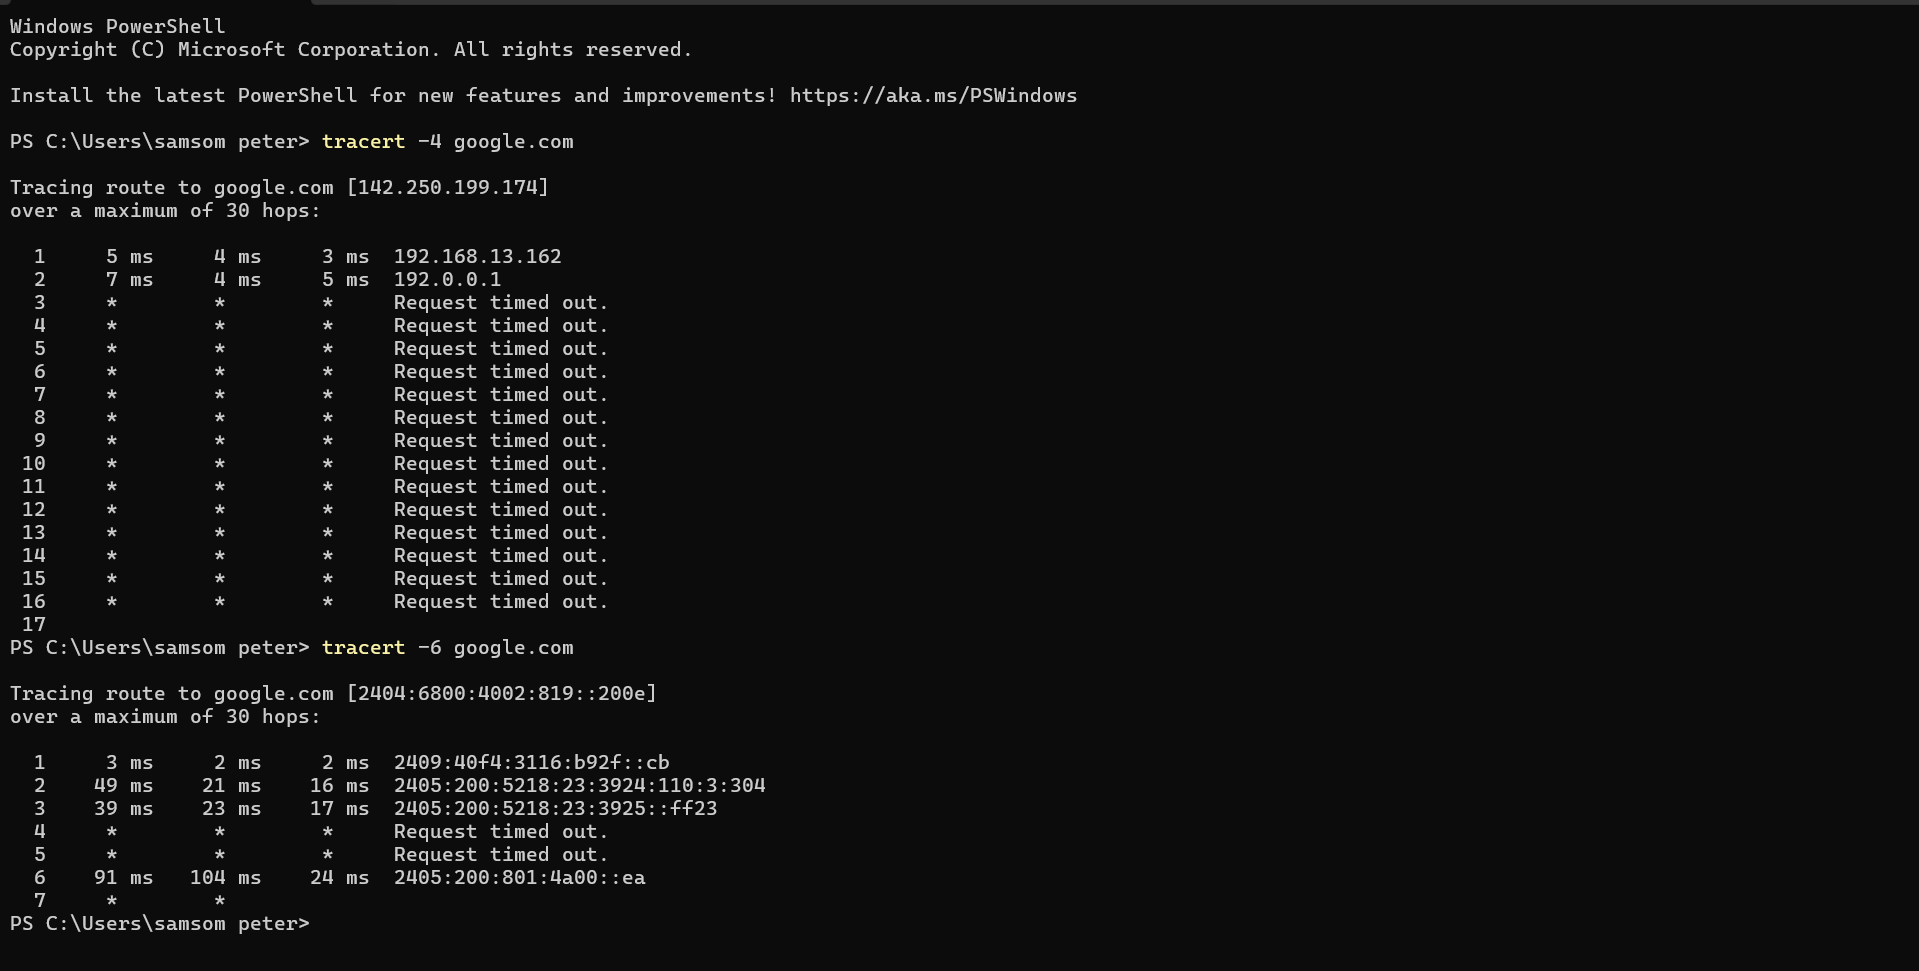 Windows PowerShell
Copyright (C) Microsoft Corporation. All rights reserved.
Install the latest PowerShell for new features and improvements! https://aka.ms/PSWindows
PS C:\Users\samsom peter> tracert -4 google.com
Tracing route to google.com [142.250.199.174]
over a maximum of 30 hops:
  1     5 ms     4 ms     3 ms  192.168.13.162
  2     7 ms     4 ms     5 ms  192.0.0.1
  3     *        *        *     Request timed out.
  4     *        *        *     Request timed out.
  5     *        *        *     Request timed out.
  6     *        *        *     Request timed out.
  7     *        *        *     Request timed out.
  8     *        *        *     Request timed out.
  9     *        *        *     Request timed out.
 10     *        *        *     Request timed out.
 11     *        *        *     Request timed out.
 12     *        *        *     Request timed out.
 13     *        *        *     Request timed out.
 14     *        *        *     Request timed out.
 15     *        *        *     Request timed out.
 16     *        *        *     Request timed out.
 17
PS C:\Users\samsom peter> tracert -6 google.com
Tracing route to google.com [2404:6800:4002:819::200e]
over a maximum of 30 hops:
  1     3 ms     2 ms     2 ms  2409:40f4:3116:b92f::cb
  2    49 ms    21 ms    16 ms  2405:200:5218:23:3924:110:3:304
  3    39 ms    23 ms    17 ms  2405:200:5218:23:3925::ff23
  4     *        *        *     Request timed out.
  5     *        *        *     Request timed out.
  6    91 ms   104 ms    24 ms  2405:200:801:4a00::ea
  7     *        *
PS C:\Users\samsom peter>